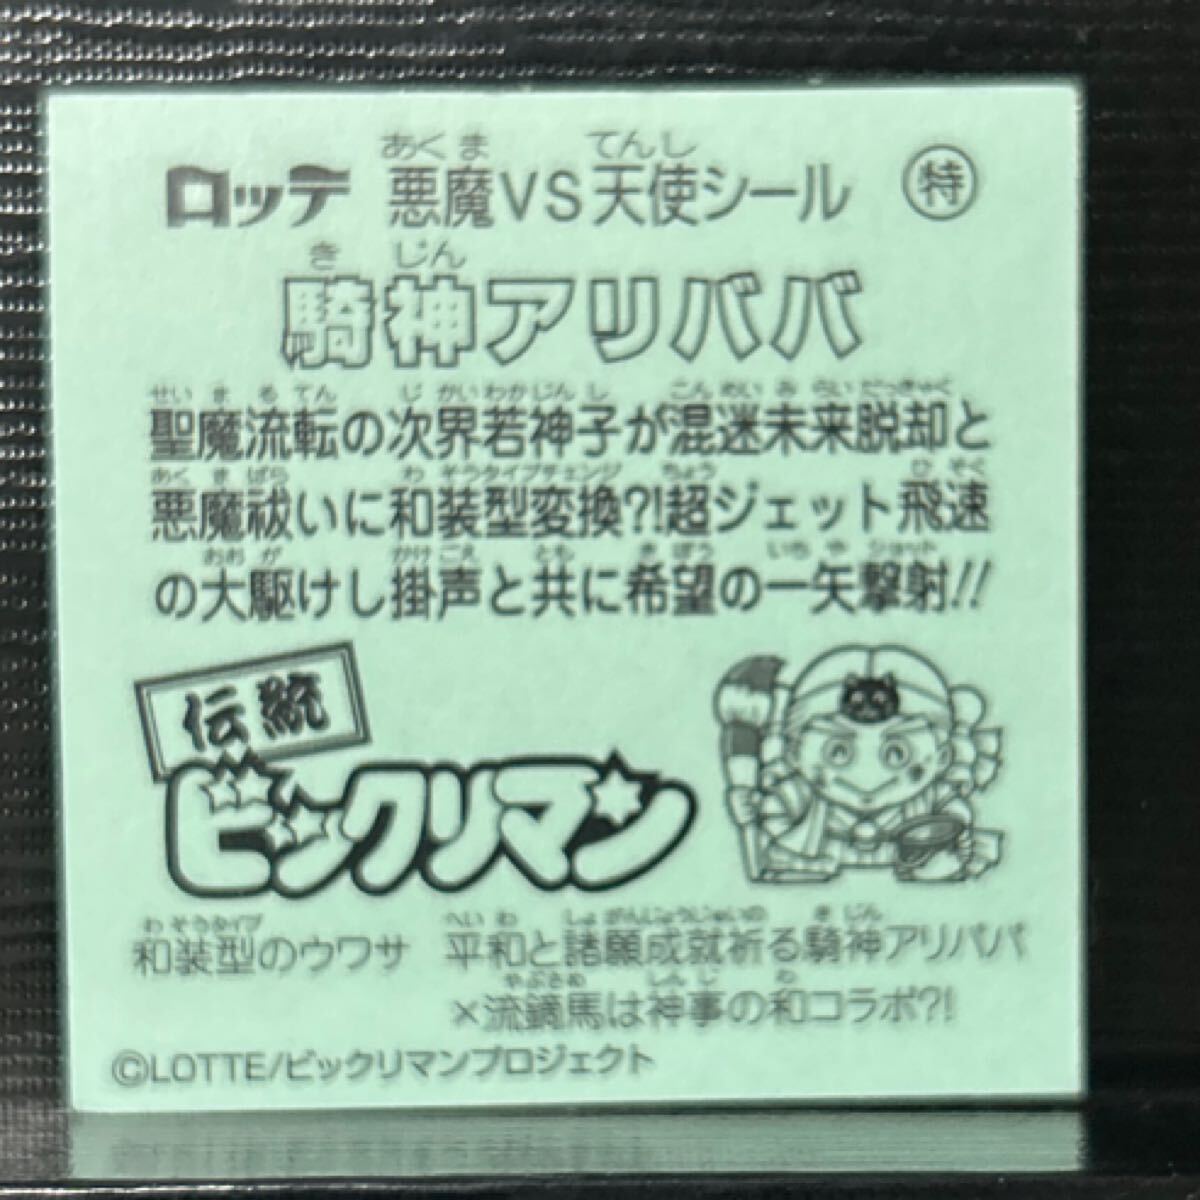 あくま てんし
ロッテ 悪魔VS天使シール 特
き じん
騎神アリババ
せい ま る てん じ かい わか じん し こん めい み らい だっきゃく
聖魔流転の次界若神子が混迷未来脱却と
あく ま ばら わ そうタイプチェンジ ちょう ひ そく
悪魔祓いに和装型変換?!超ジェット飛速
おお が かけ ごえ とも き ぼう いち や ショット
の大駆けし掛声と共に希望の一矢撃射!!
伝統
ビックリマン
わ そうタイプ へい わ しょ がんじょうじゅ いの き じん
和装型のウワサ 平和と諸願成就祈る騎神アリババ
やぶさめ しん じ わ
×流鏑馬は神事の和コラボ?!
©LOTTE/ビックリマンプロジェクト